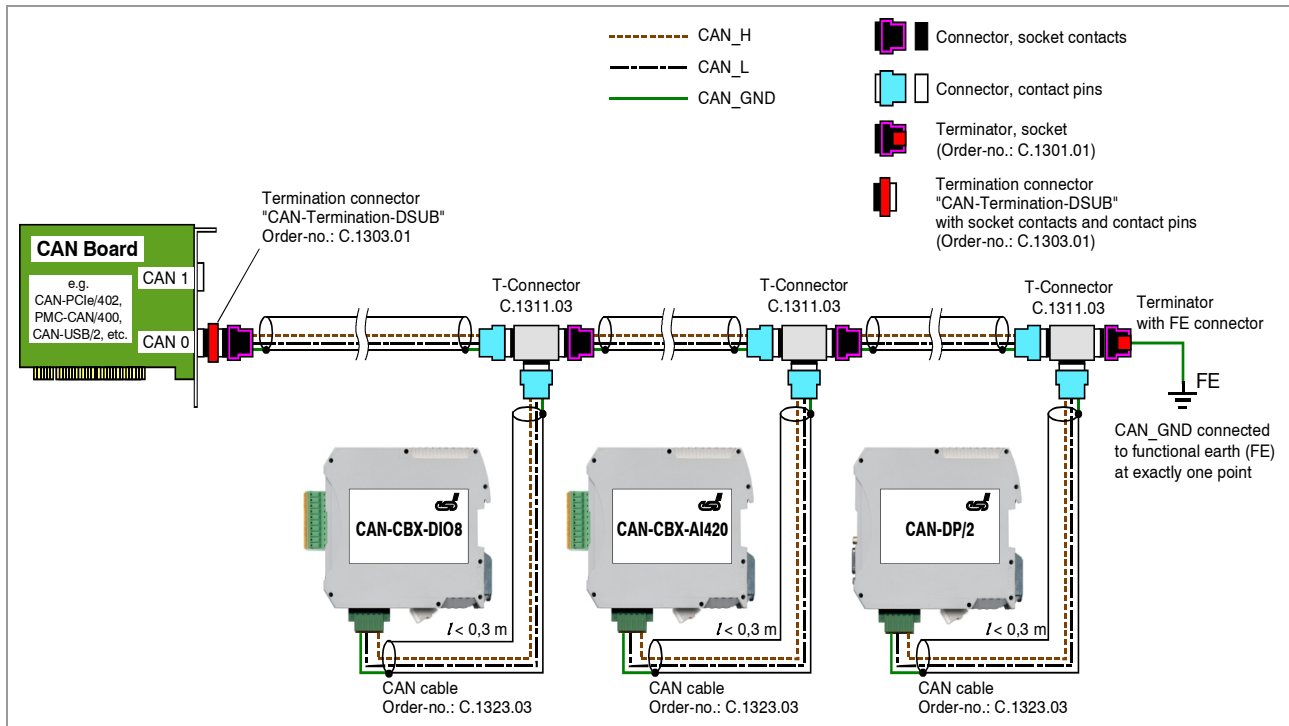 CAN_H
CAN_L
CAN_GND
Connector, socket contacts
Connector, contact pins
Terminator, socket
(Order-no.: C.1301.01)
Termination connector
"CAN-Termination-DSUB"
with socket contacts and contact pins
(Order-no.: C.1303.01)
Termination connector
"CAN-Termination-DSUB"
Order-no.: C.1303.01
CAN Board
e.g.
CAN-PCIe/402,
PMC-CAN/400,
CAN-USB/2, etc.
CAN 1
CAN 0
T-Connector
C.1311.03
T-Connector
C.1311.03
T-Connector
C.1311.03
Terminator
with FE connector
FE
CAN_GND connected
to functional earth (FE)
at exactly one point
CAN-CBX-DIO8
CAN-CBX-AI420
CAN-DP/2
l < 0,3 m
l < 0,3 m
l < 0,3 m
CAN cable
Order-no.: C.1323.03
CAN cable
Order-no.: C.1323.03
CAN cable
Order-no.: C.1323.03